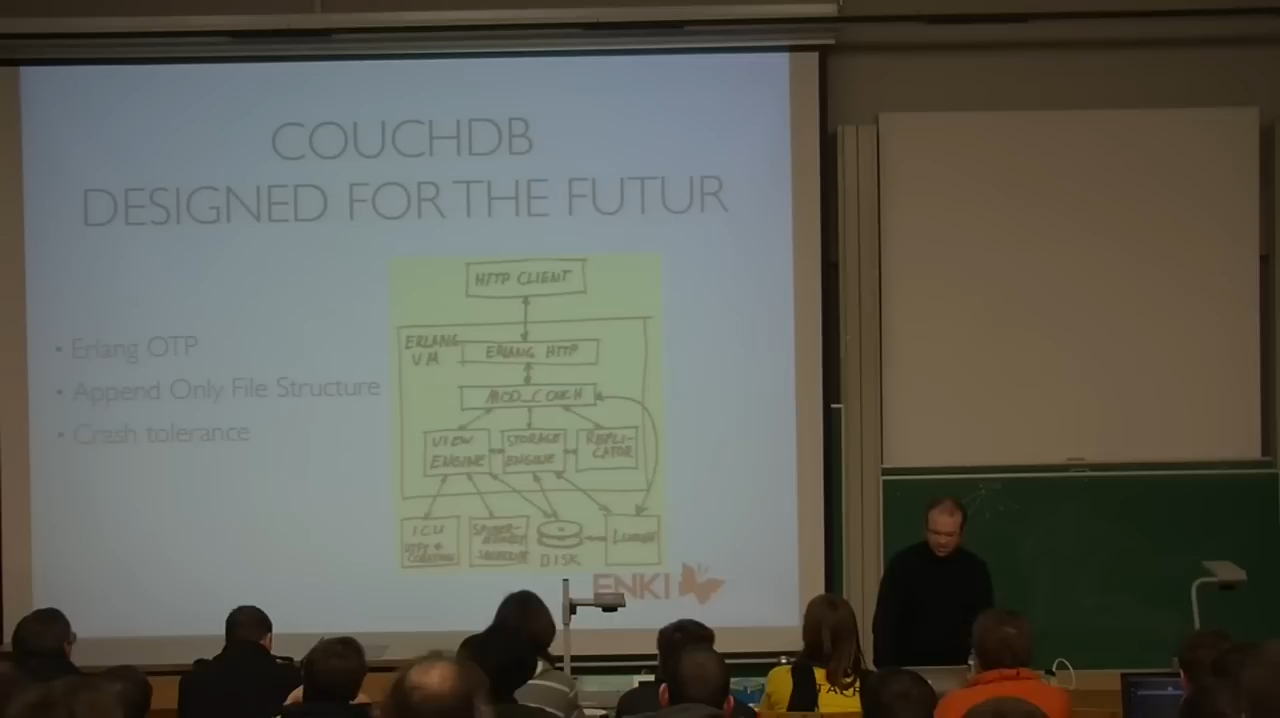 COUCHDB
DESIGNED FOR THE FUTUR
• Erlang OTP
• Append Only File Structure
• Crash tolerance
HTTP CLIENT
ERLANG
VM
ERLANG HTTP
MOD_COUCH
VIEW
ENGINE
STORAGE
ENGINE
REPLI-
CATOR
ICU
DISK
ENKI